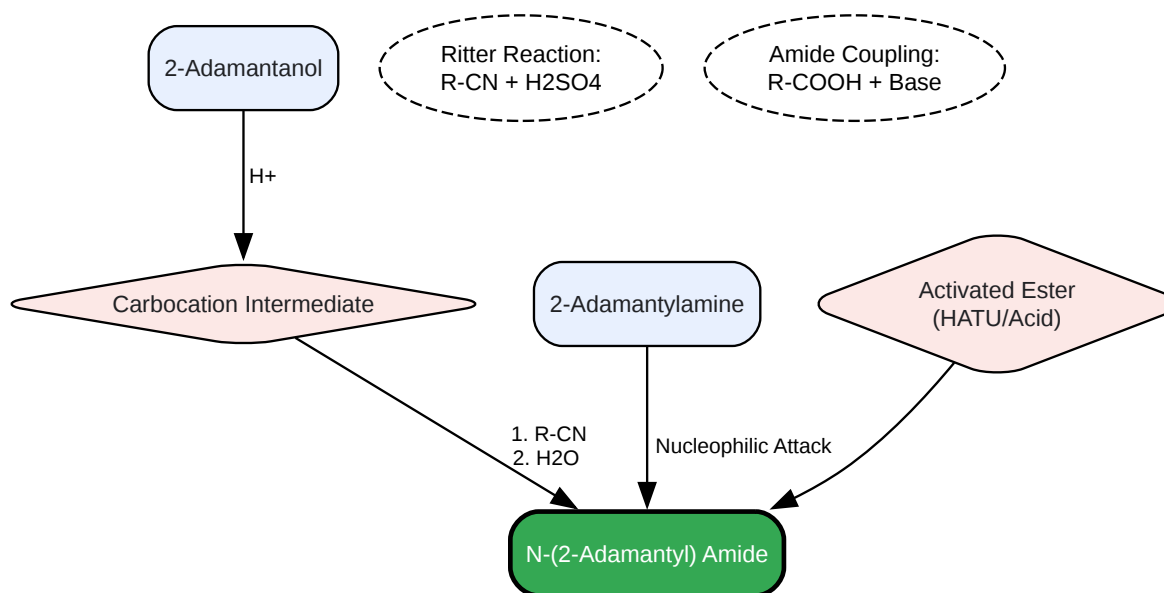 2-Adamantanol
Ritter Reaction:
R-CN + H2SO4
Amide Coupling:
R-COOH + Base
H+
Carbocation Intermediate
2-Adamantylamine
Activated Ester
(HATU/Acid)
1. R-CN
2. H2O
Nucleophilic Attack
N-(2-Adamantyl) Amide